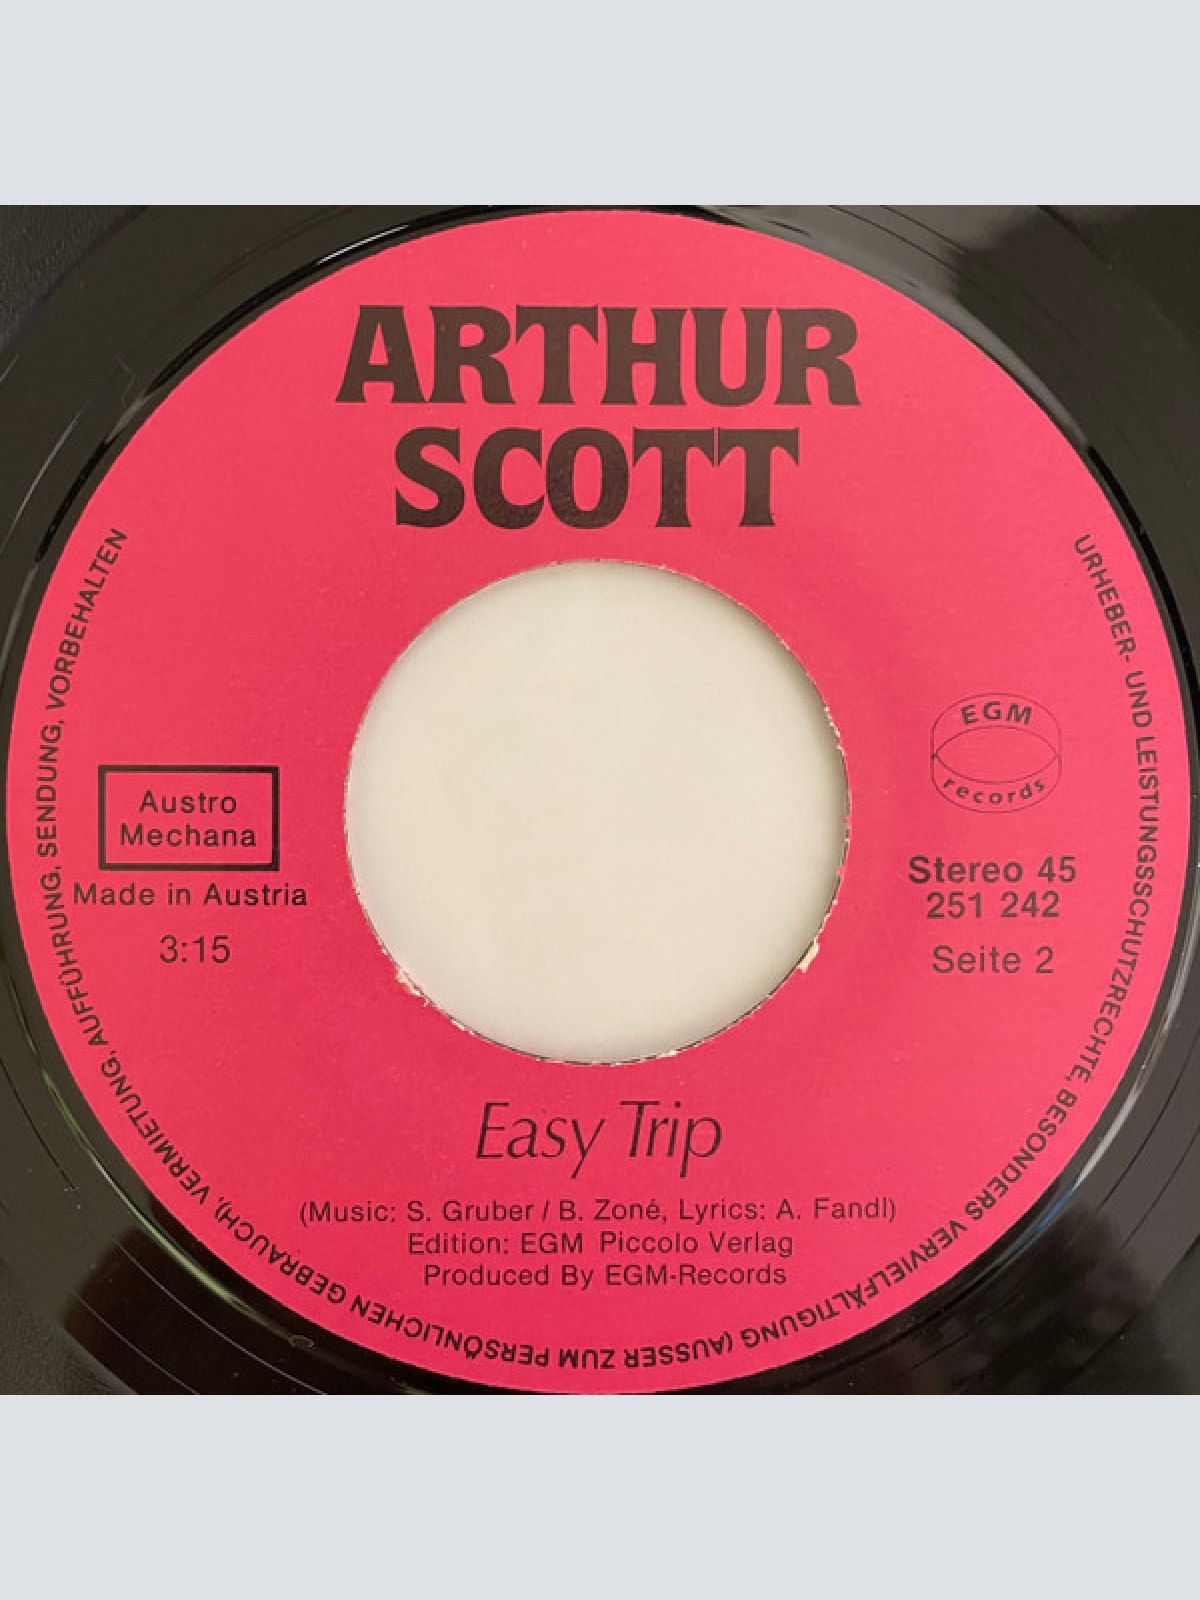 ARTHUR
SCOTT
URHEBER- UND LEISTUNGSSCHUTZRECHTE, BESONDERS VERVIELFÄLTIGUNG (AUSSER ZUM PERSÖNLICHEN GEBRAUCH), VERMIETUNG, AUFFÜHRUNG, SENDUNG, VORBEHALTEN
Austro
Mechana
Made in Austria
3:15
EGM
records
Stereo 45
251 242
Seite 2
Easy Trip
(Music: S. Gruber / B. Zoné, Lyrics: A. Fandl)
Edition: EGM Piccolo Verlag
Produced By EGM-Records